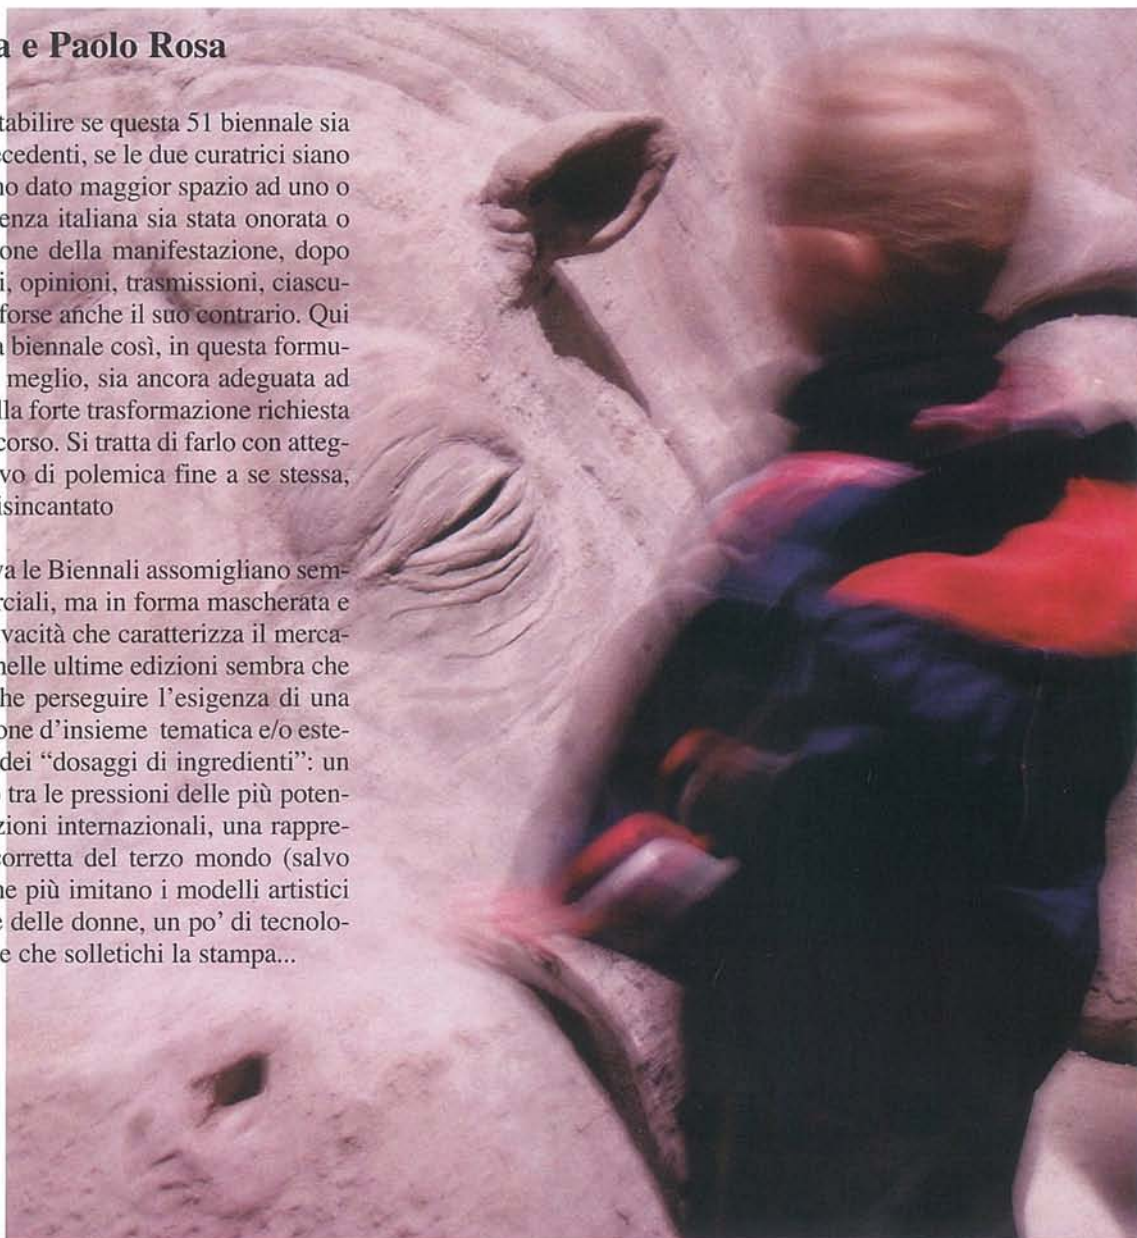 a e Paolo Rosa
tabilire se questa 51 biennale sia
cedenti, se le due curatrici siano
no dato maggior spazio ad uno o
enza italiana sia stata onorata o
one della manifestazione, dopo
i, opinioni, trasmissioni, ciascu-
forse anche il suo contrario. Qui
a biennale così, in questa formu-
meglio, sia ancora adeguata ad
lla forte trasformazione richiesta
corso. Si tratta di farlo con atteg-
vo di polemica fine a se stessa,
isincantato
va le Biennali assomigliano sem-
rciali, ma in forma mascherata e
vacità che caratterizza il merca-
nelle ultime edizioni sembra che
he perseguire l'esigenza di una
one d'insieme tematica e/o este-
dei “dosaggi di ingredienti”: un
tra le pressioni delle più poten-
zioni internazionali, una rappre-
corretta del terzo mondo (salvo
ne più imitano i modelli artistici
e delle donne, un po' di tecnolo-
e che solletichi la stampa...